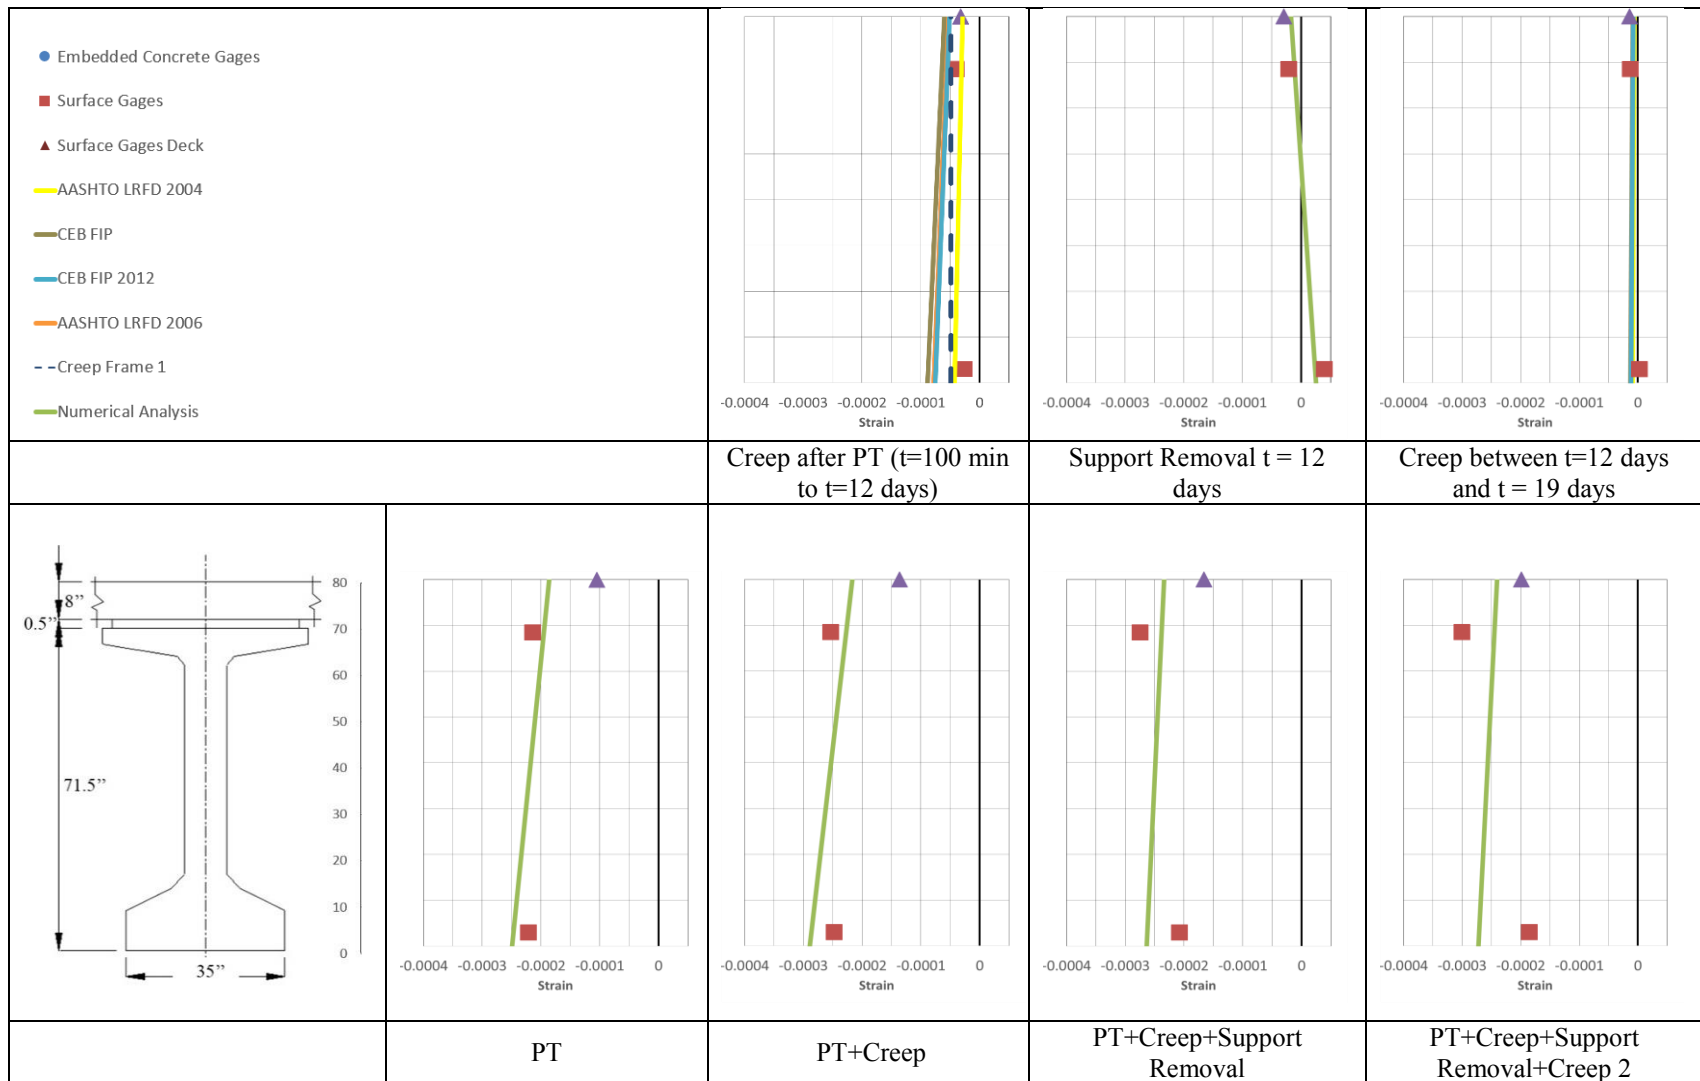 Embedded Concrete Gages
Surface Gages
Surface Gages Deck
AASHTO LRFD 2004
CEB FIP
CEB FIP 2012
AASHTO LRFD 2006
Creep Frame 1
Numerical Analysis
-0.0004 -0.0003 -0.0002 -0.0001 0
Strain
-0.0004 -0.0003 -0.0002 -0.0001 0
Strain
-0.0004 -0.0003 -0.0002 -0.0001 0
Strain
Creep after PT (t=100 min
to t=12 days)
Support Removal t = 12
days
Creep between t=12 days
and t = 19 days
8”
0.5”
71.5”
35”
80
70
60
50
40
30
20
10
0
-0.0004 -0.0003 -0.0002 -0.0001 0
Strain
-0.0004 -0.0003 -0.0002 -0.0001 0
Strain
-0.0004 -0.0003 -0.0002 -0.0001 0
Strain
-0.0004 -0.0003 -0.0002 -0.0001 0
Strain
PT
PT+Creep
PT+Creep+Support
Removal
PT+Creep+Support
Removal+Creep 2